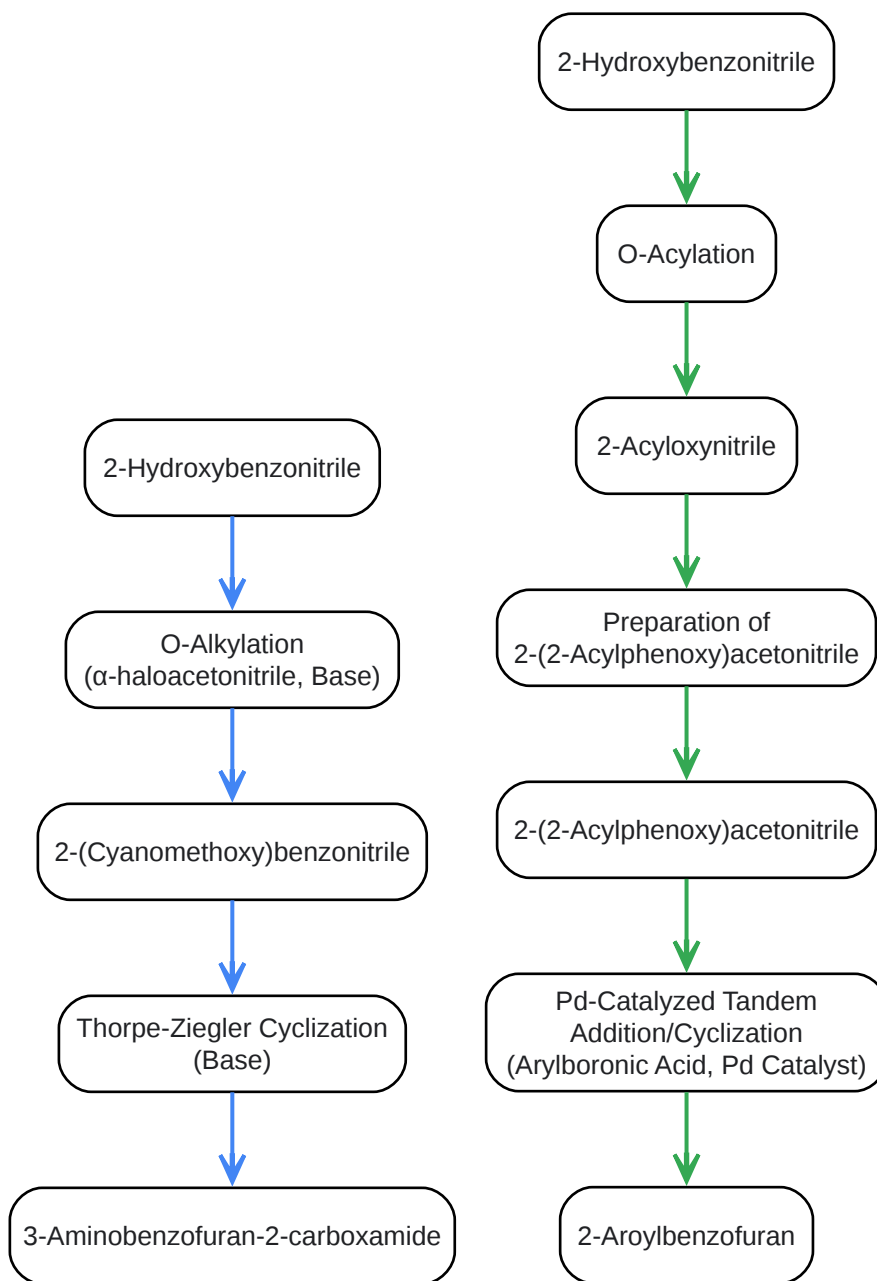 2-Hydroxybenzonitrile
O-Alkylation
(α-haloacetonitrile, Base)
2-(Cyanomethoxy)benzonitrile
Thorpe-Ziegler Cyclization
(Base)
3-Aminobenzofuran-2-carboxamide
2-Hydroxybenzonitrile
O-Acylation
2-Acyloxynitrile
Preparation of
2-(2-Acylphenoxy)acetonitrile
2-(2-Acylphenoxy)acetonitrile
Pd-Catalyzed Tandem
Addition/Cyclization
(Arylboronic Acid, Pd Catalyst)
2-Aroylbenzofuran